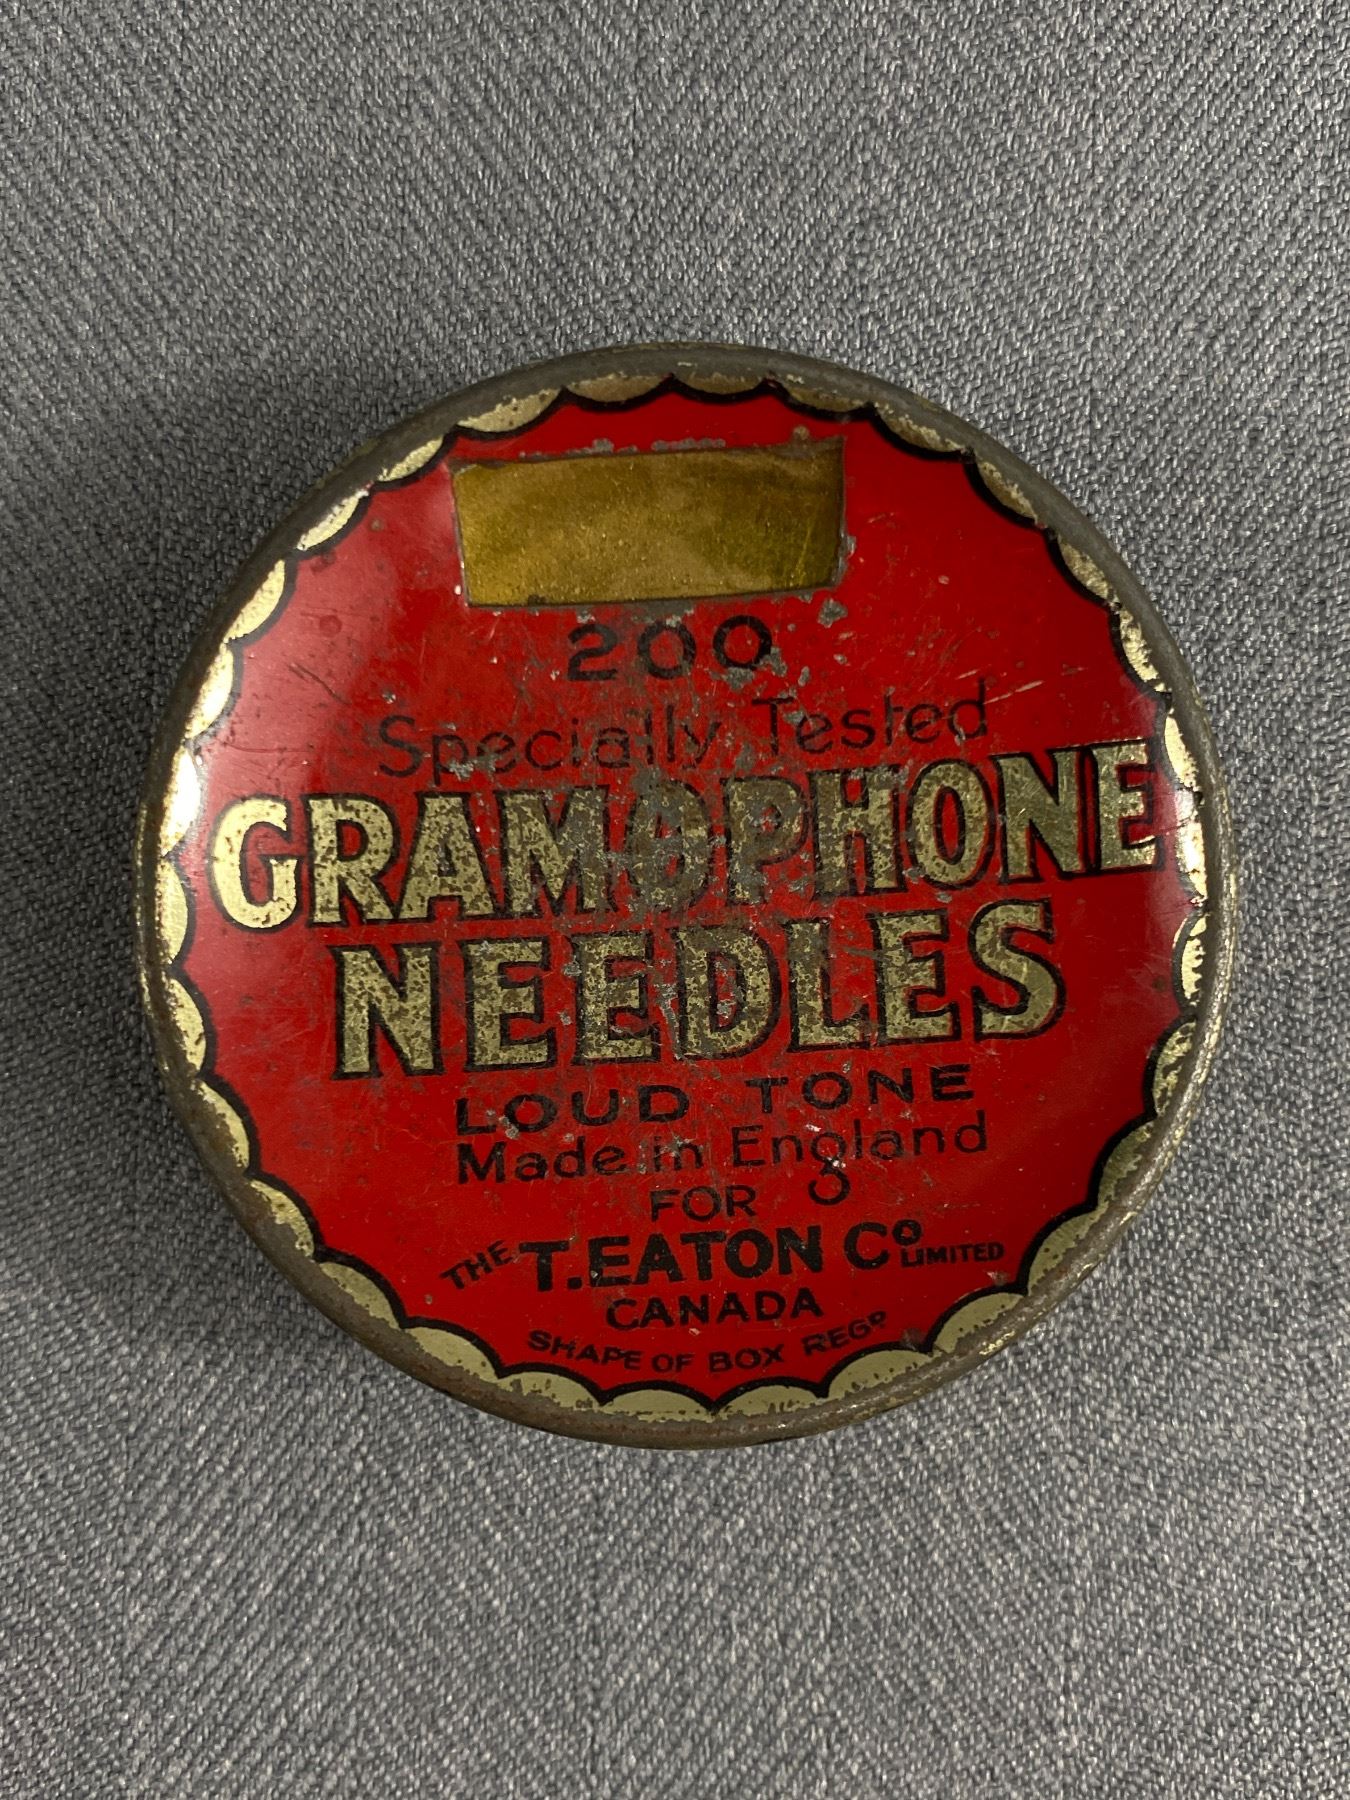 200
Specially Tested
GRAMOPHONE
NEEDLES
LOUD TONE
Made in England
FOR
THE T. EATON Cº LIMITED
CANADA
SHAPE OF BOX REGD